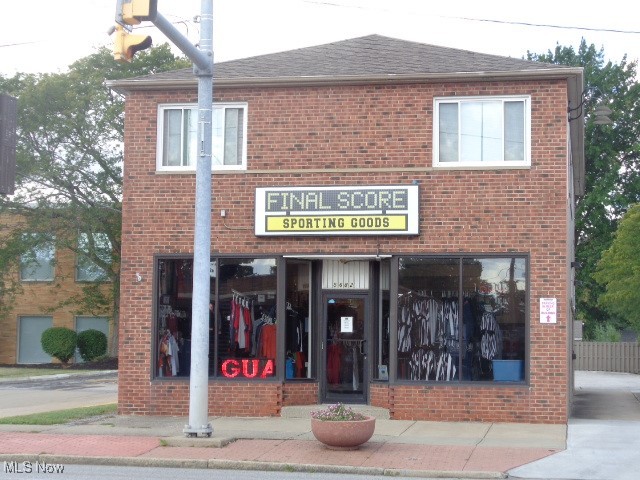 FINAL SCORE
SPORTING GOODS
GUA
MLS Now